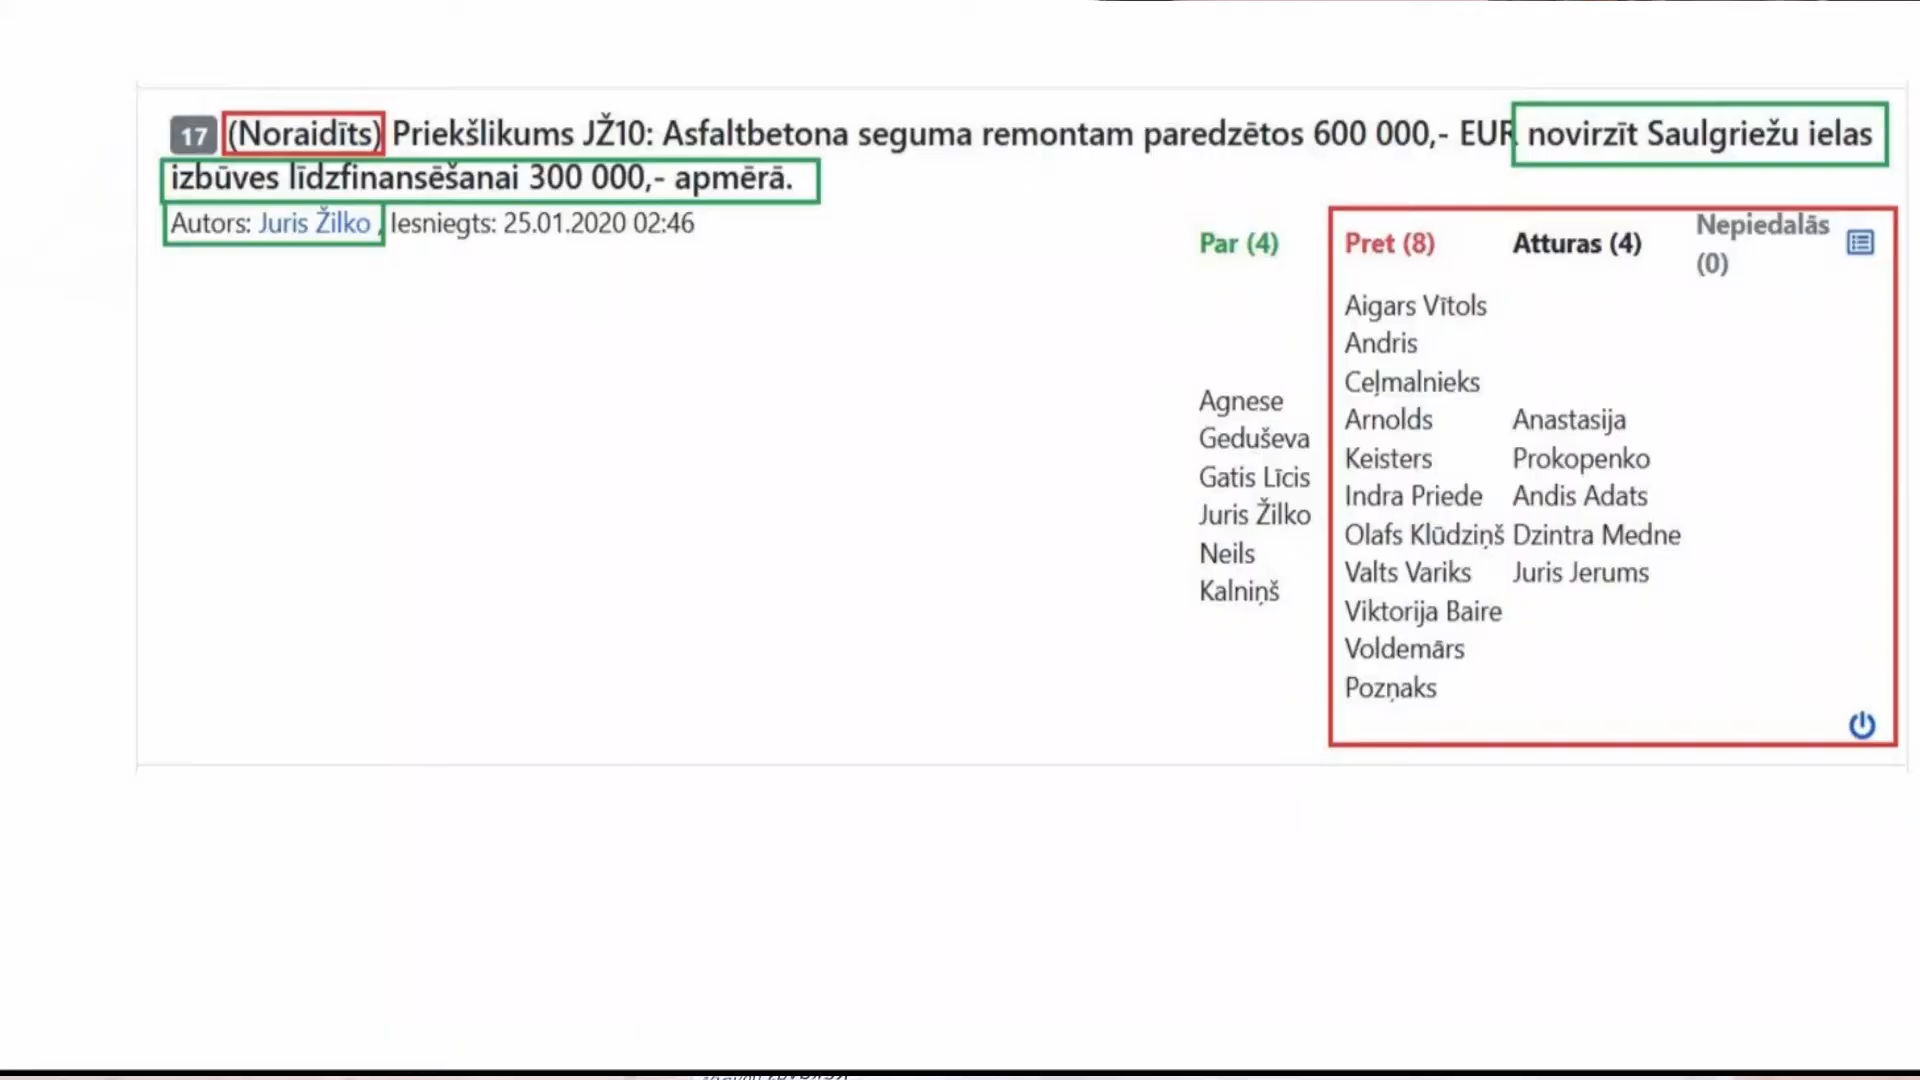 17 (Noraidīts) Priekšlikums JŽ10: Asfaltbetona seguma remontam paredzētos 600 000,- EUR novirzīt Saulgriežu ielas
izbūves līdzfinansēšanai 300 000,- apmērā.
Autors: Juris Žilko , Iesniegts: 25.01.2020 02:46
Par (4)
Agnese
Geduševa
Gatis Līcis
Juris Žilko
Neils
Kalniņš
Pret (8)
Aigars Vītols
Andris
Ceļmalnieks
Arnolds
Keisters
Indra Priede
Olafs Klūdziņš
Valts Variks
Viktorija Baire
Voldemārs
Pozņaks
Atturas (4)
Anastasija
Prokopenko
Andis Adats
Dzintra Medne
Juris Jerums
Nepiedalās
(0)